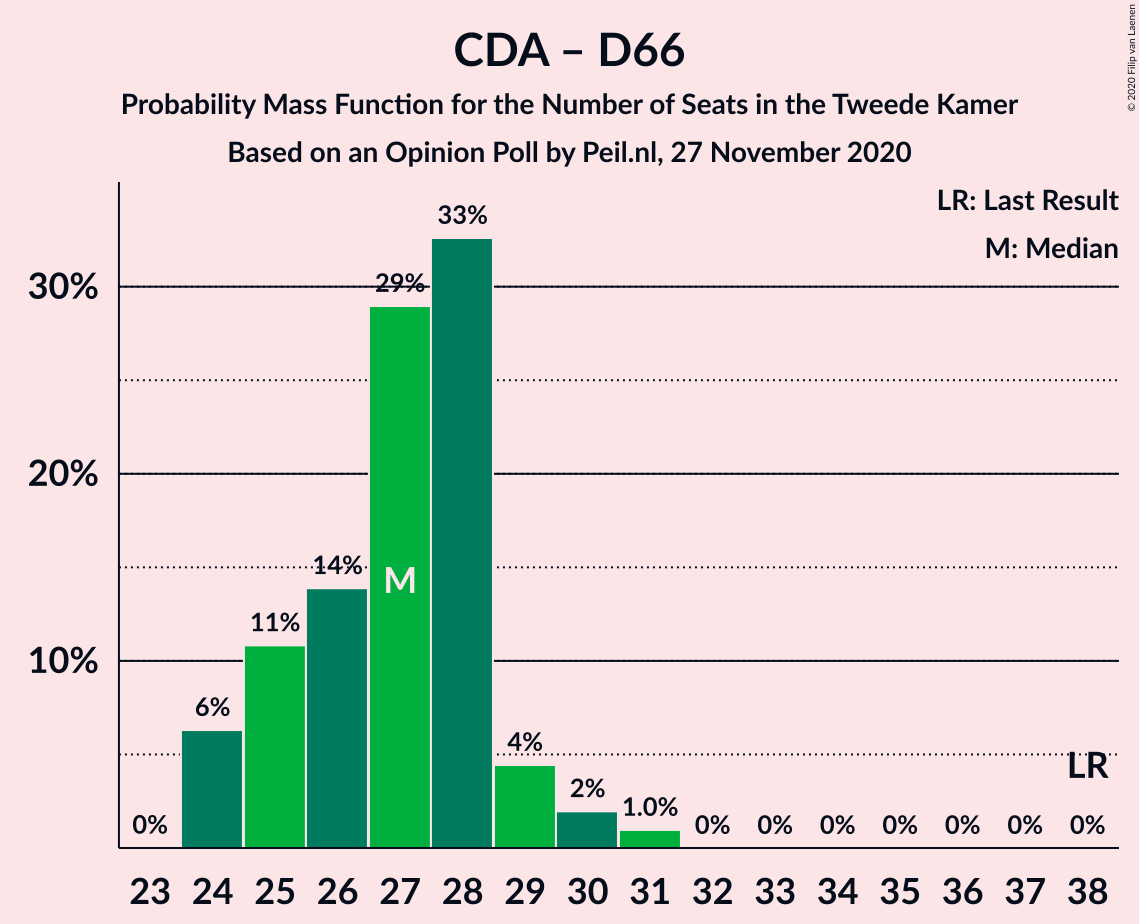 CDA – D66
Probability Mass Function for the Number of Seats in the Tweede Kamer
Based on an Opinion Poll by Peil.nl, 27 November 2020
© 2020 Filip van Laenen
LR: Last Result
M: Median
30%
20%
10%
0%
6%
11%
14%
29%
33%
4%
2%
1.0%
0%
0%
0%
0%
0%
0%
0%
M
LR
23 24 25 26 27 28 29 30 31 32 33 34 35 36 37 38